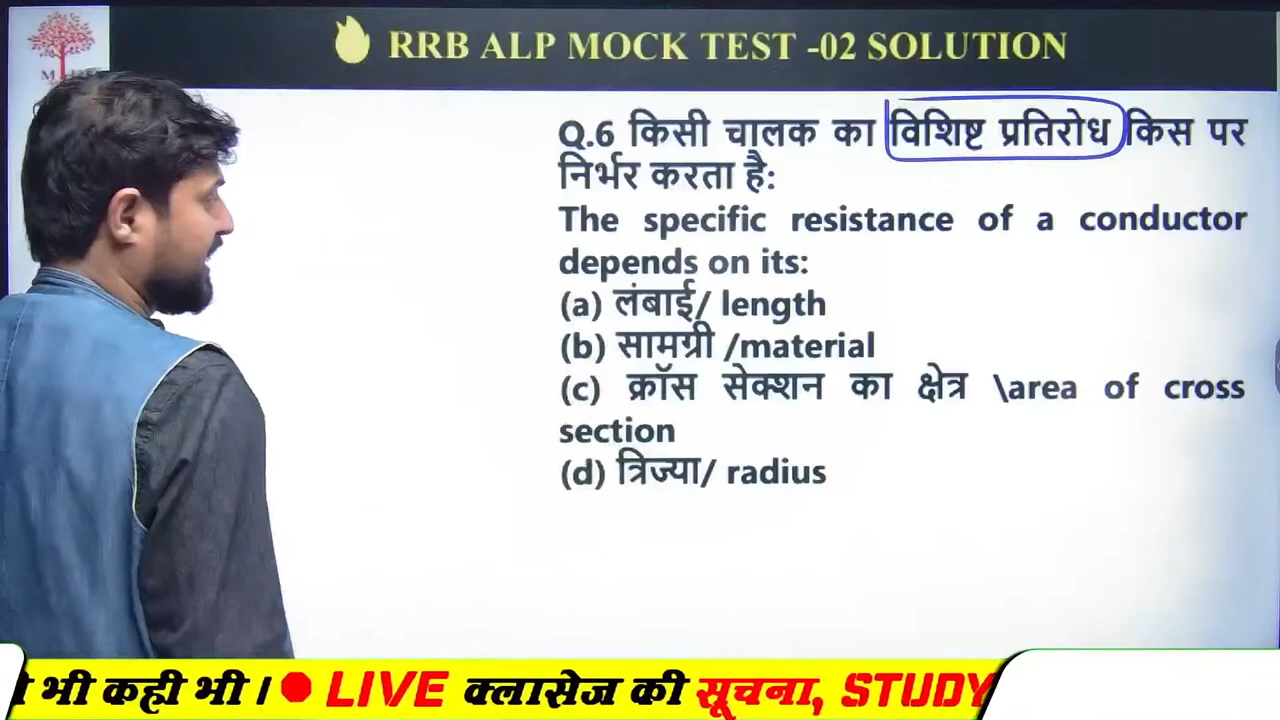 RRB ALP MOCK TEST -02 SOLUTION
Q.6 किसी चालक का विशिष्ट प्रतिरोध किस पर
निर्भर करता है:
The specific resistance of a conductor
depends on its:
(a) लंबाई/ length
(b) सामग्री /material
(c) क्रॉस सेक्शन का क्षेत्र \area of cross
section
(d) त्रिज्या/ radius
भी कही भी । LIVE क्लासेज की सूचना, STUDY